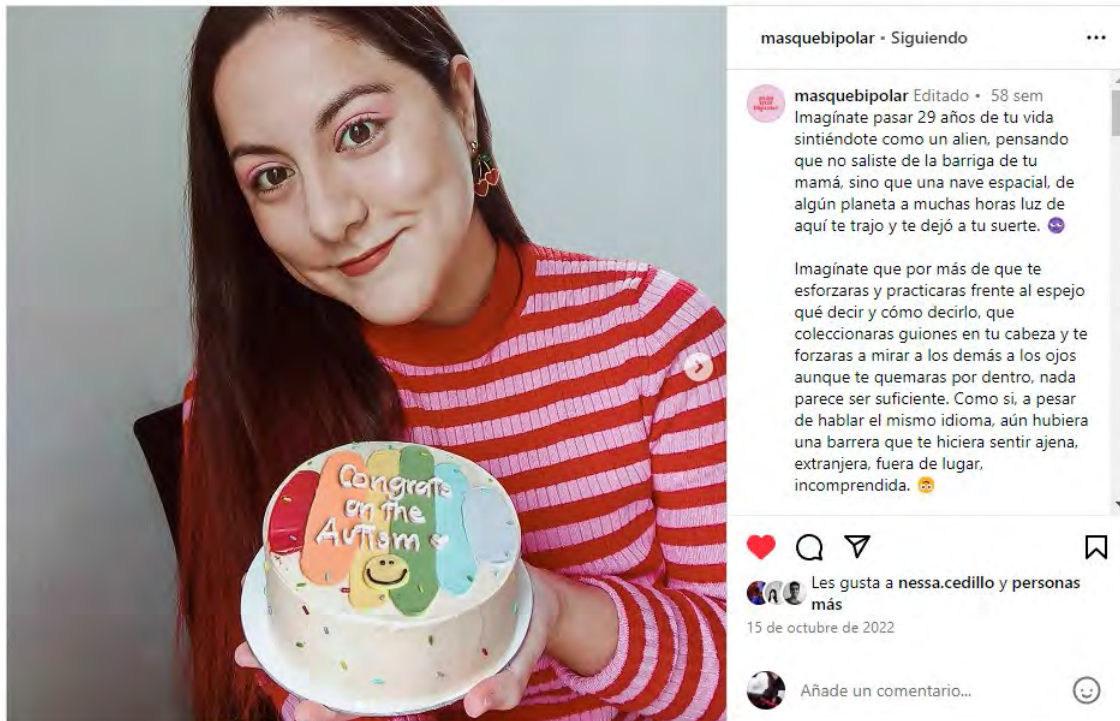 Congrats
on the
Autism
masquebipolar • Siguiendo
masquebipolar Editado • 58 sem
Imagínate pasar 29 años de tu vida
sintiéndote como un alien, pensando
que no saliste de la barriga de tu
mamá, sino que una nave espacial, de
algún planeta a muchas horas luz de
aquí te trajo y te dejó a tu suerte.
Imagínate que por más de que te
esforzaras y practicaras frente al espejo
qué decir y cómo decirlo, que
coleccionaras guiones en tu cabeza y te
forzaras a mirar a los demás a los ojos
aunque te quemaras por dentro, nada
parece ser suficiente. Como si, a pesar
de hablar el mismo idioma, aún hubiera
una barrera que te hiciera sentir ajena,
extranjera, fuera de lugar,
incomprendida.
Les gusta a nessa.cedillo y personas
más
15 de octubre de 2022
Añade un comentario...